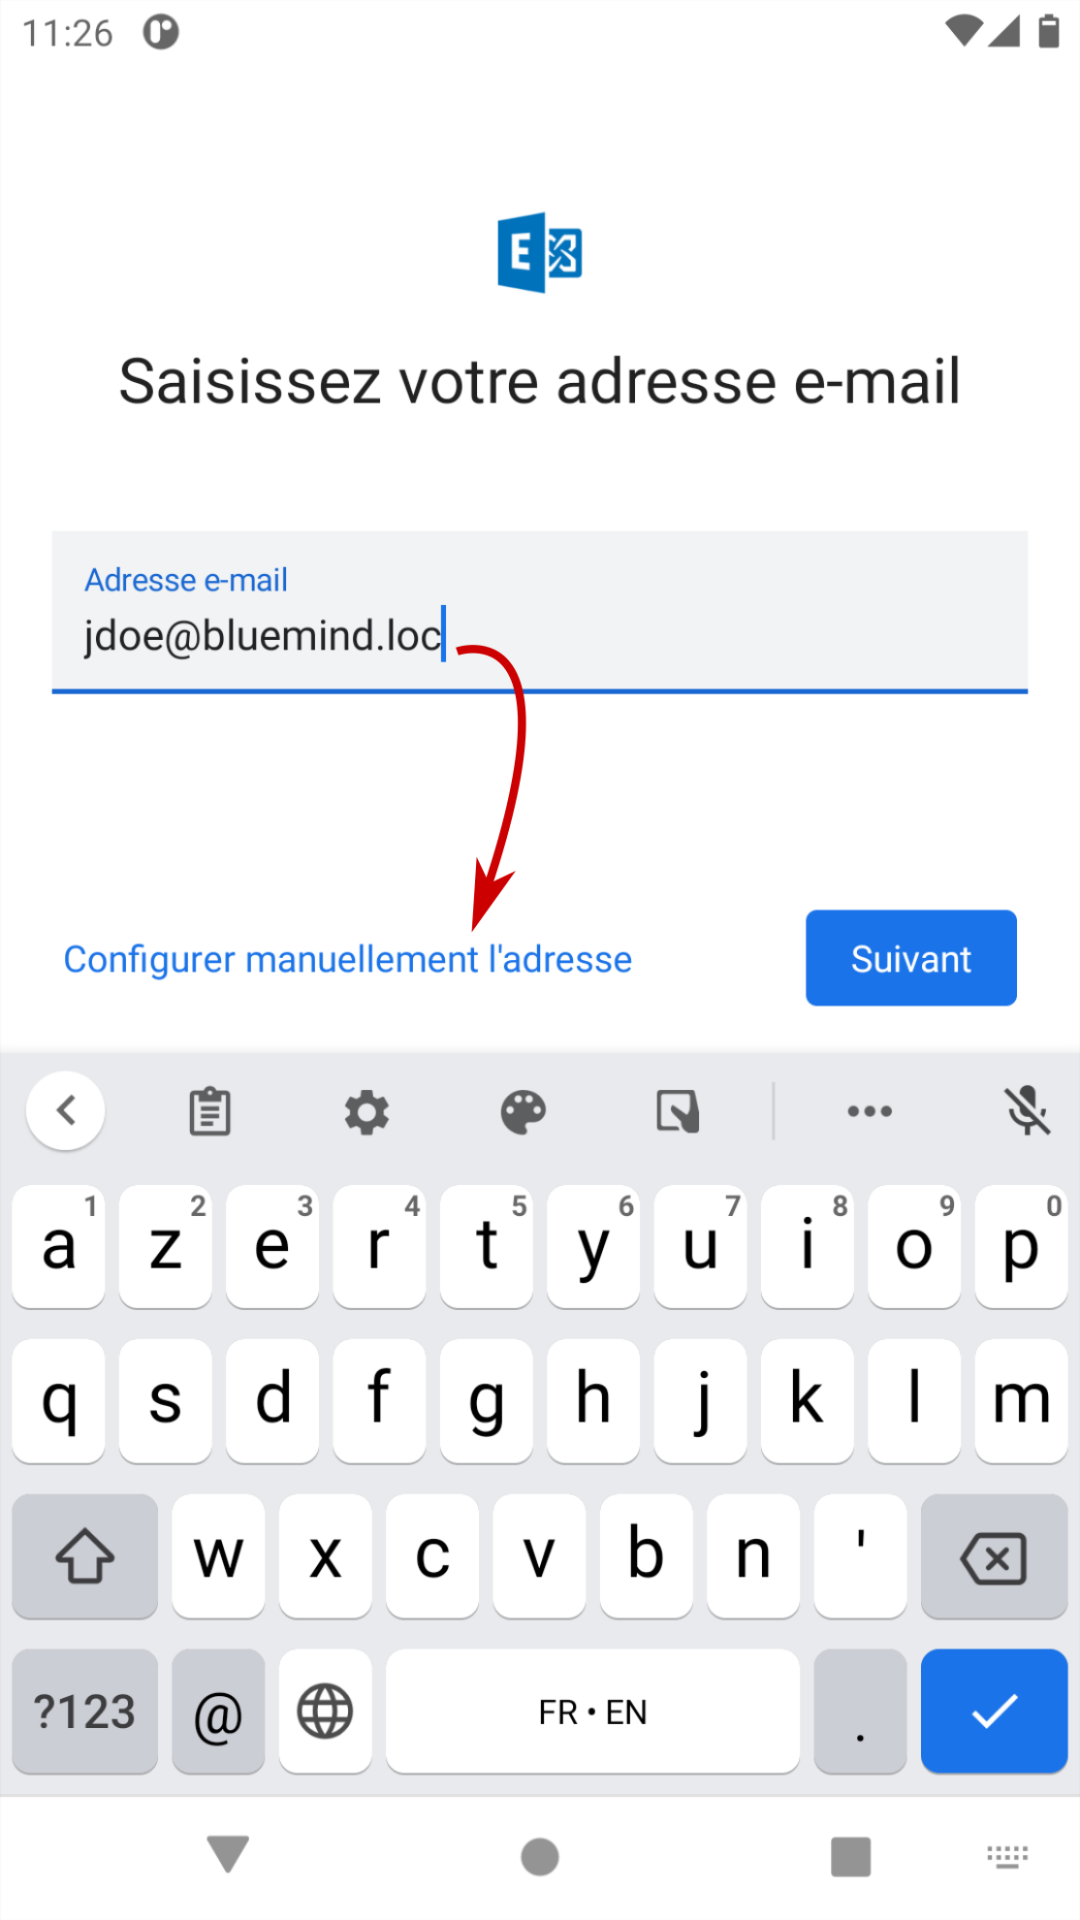 11:26
E
Saisissez votre adresse e-mail
Adresse e-mail
jdoe@bluemind.loc
Configurer manuellement l'adresse
Suivant
a 1 z 2 e 3 r 4 t 5 y 6 u 7 i 8 o 9 p 0
q s d f g h j k l m
w x c v b n '
?123 @ FR • EN .